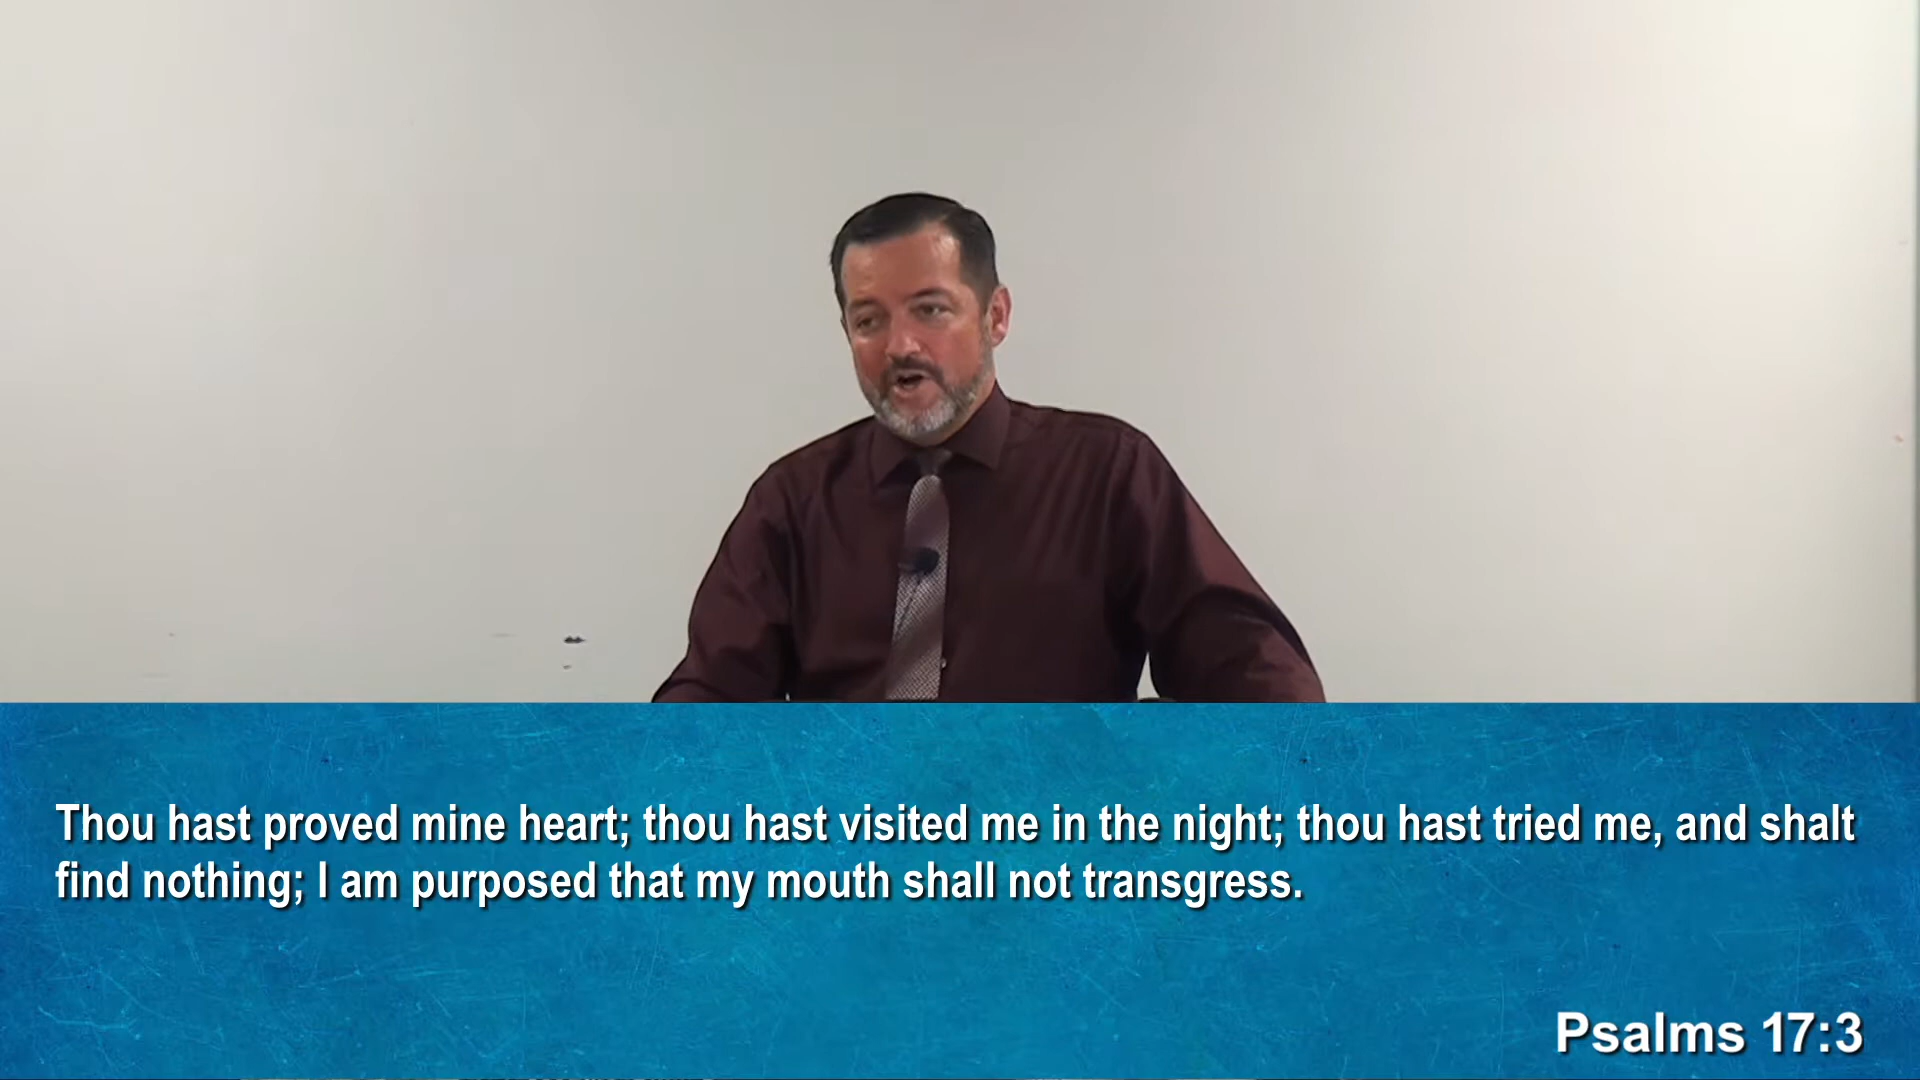 Thou hast proved mine heart; thou hast visited me in the night; thou hast tried me, and shalt
find nothing; I am purposed that my mouth shall not transgress.
Psalms 17:3